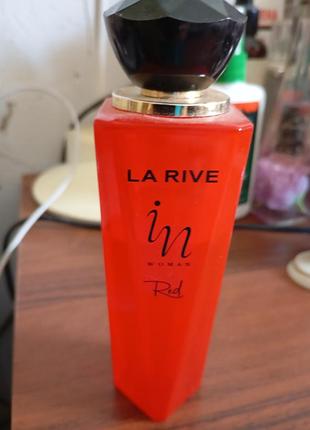 LA RIVE
in
WOMAN
Red